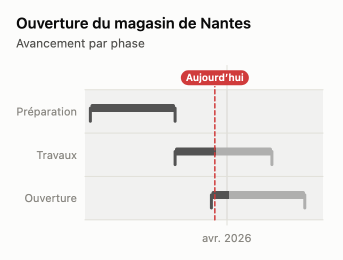 Ouverture du magasin de Nantes
Avancement par phase
Aujourd'hui
Préparation
Travaux
Ouverture
avr. 2026